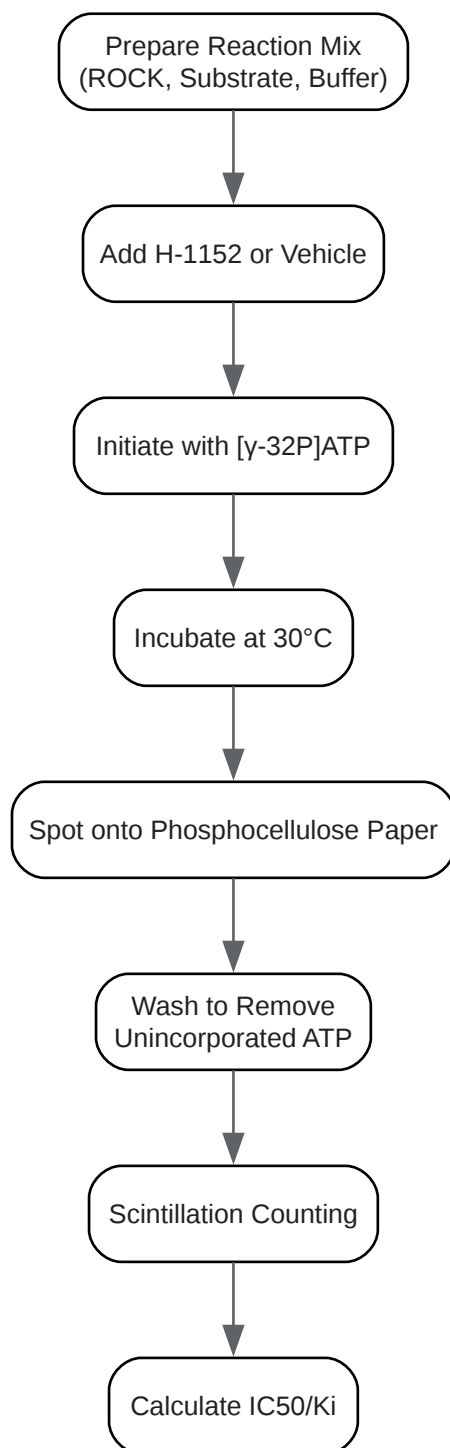 Prepare Reaction Mix
(ROCK, Substrate, Buffer)
Add H-1152 or Vehicle
Initiate with [γ-32P]ATP
Incubate at 30°C
Spot onto Phosphocellulose Paper
Wash to Remove
Unincorporated ATP
Scintillation Counting
Calculate IC50/Ki